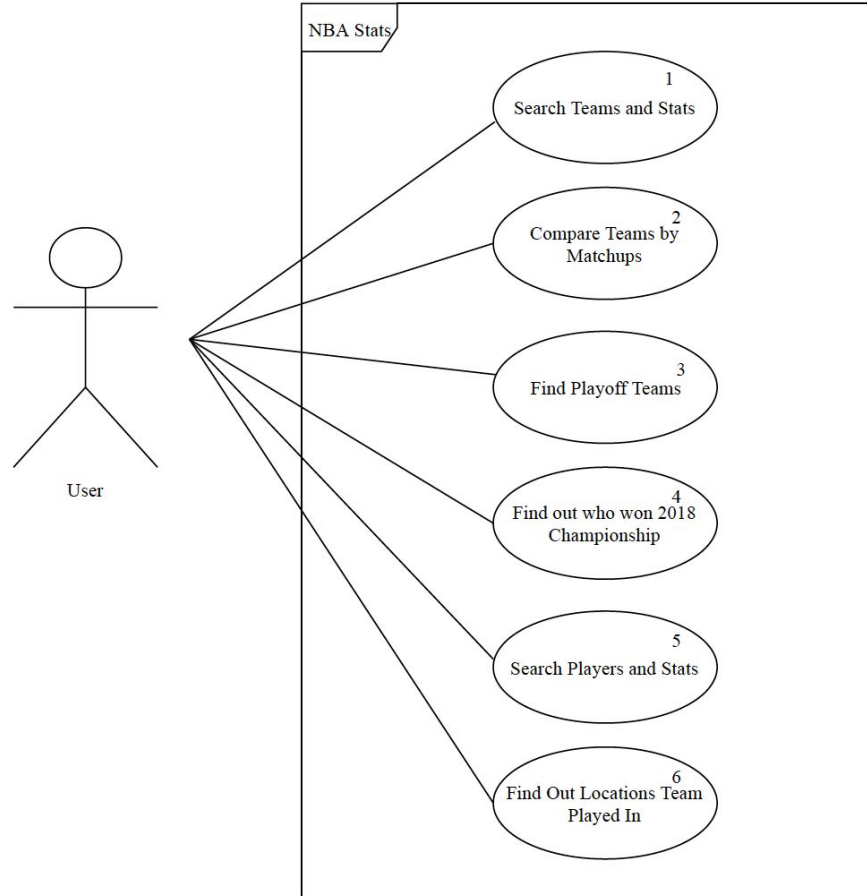 NBA Stats
1
Search Teams and Stats
2
Compare Teams by
Matchups
3
Find Playoff Teams
4
Find out who won 2018
Championship
User
5
Search Players and Stats
6
Find Out Locations Team
Played In